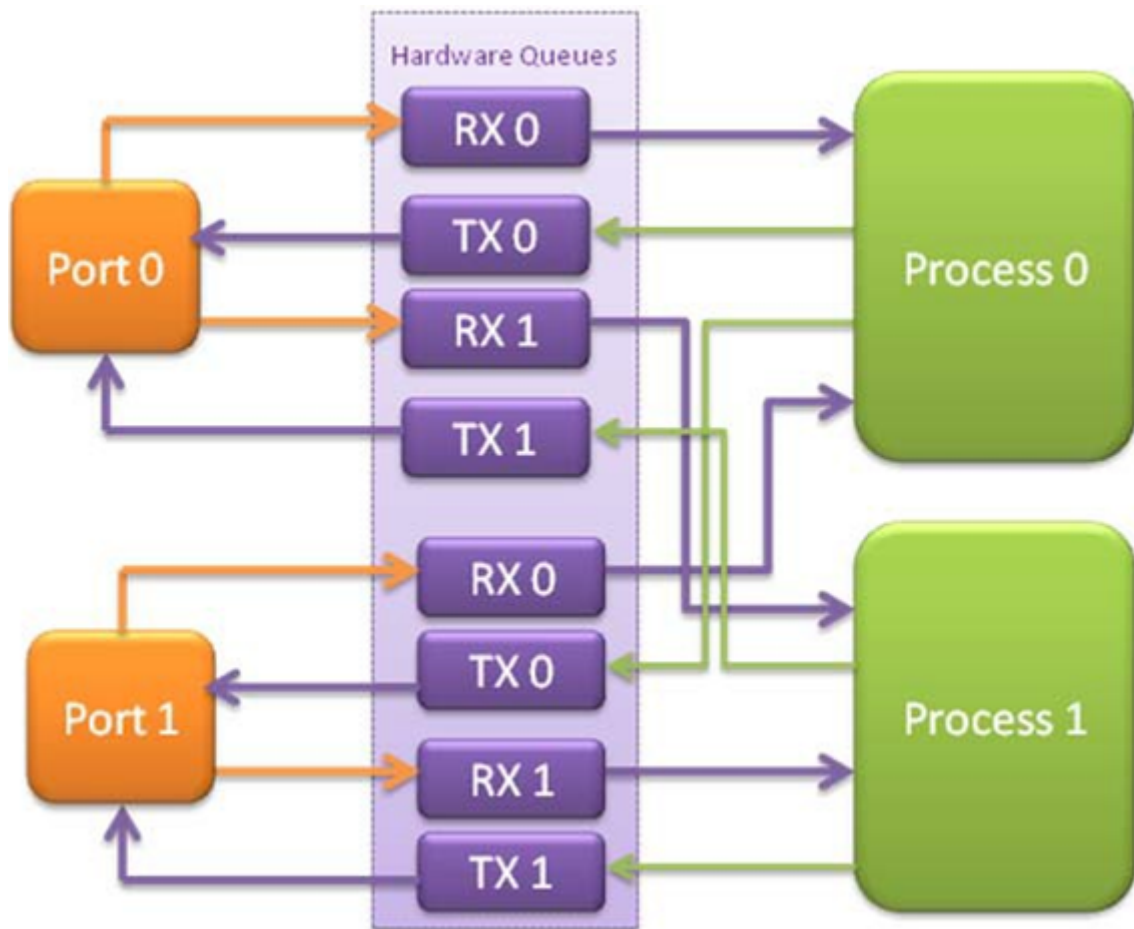 Hardware Queues
RX 0
TX 0
Port 0
Process 0
RX 1
TX 1
RX 0
TX 0
Port 1
Process 1
RX 1
TX 1